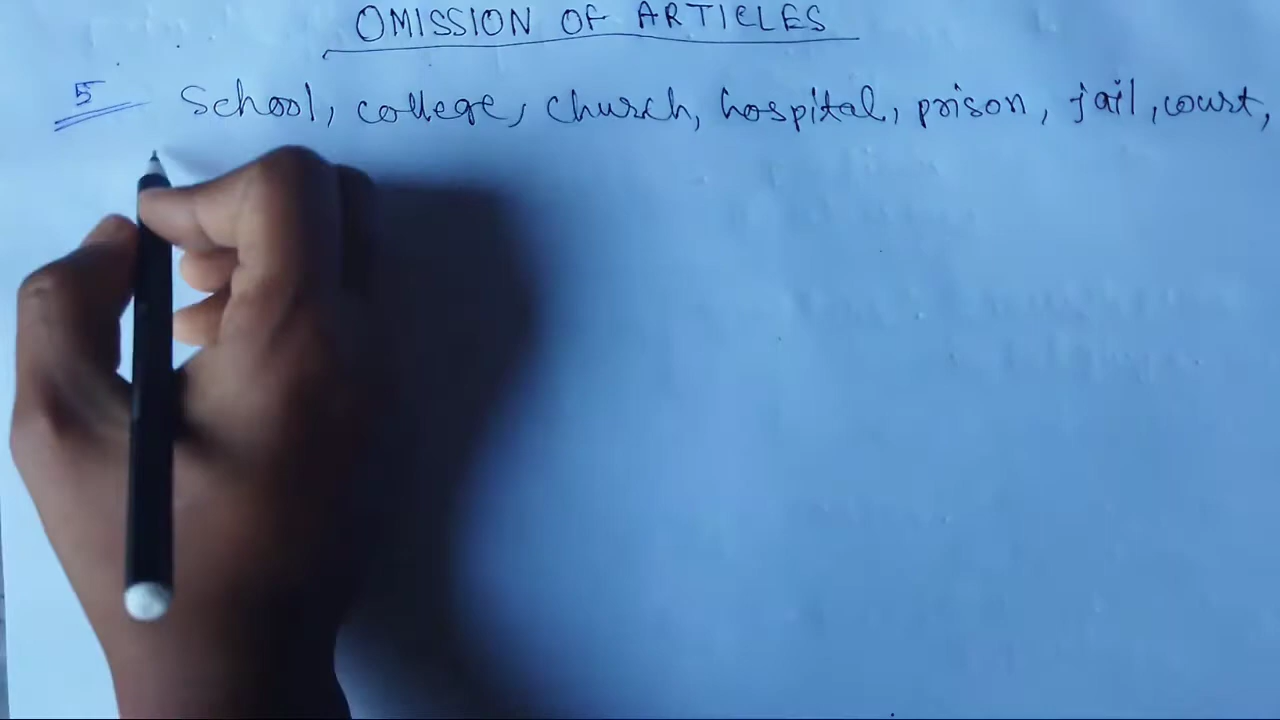 OMISSION OF ARTICLES
5 School, college, church, hospital, prison, jail, court,